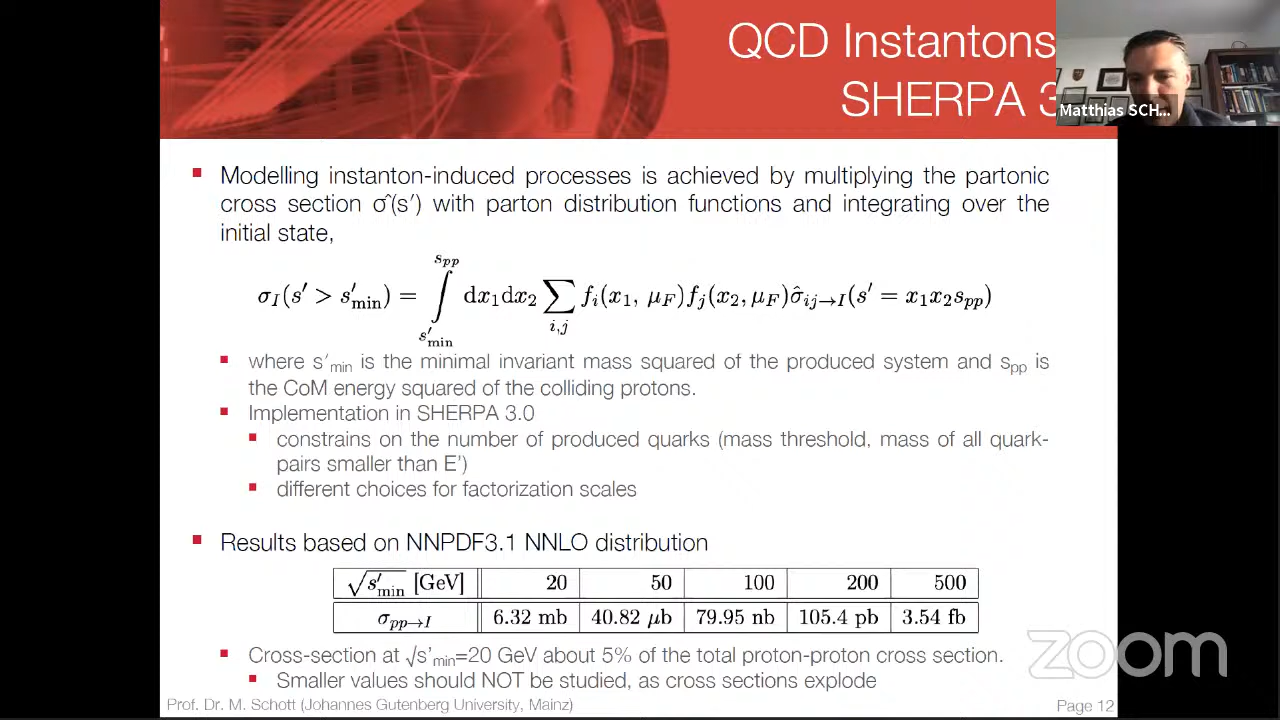 QCD Instantons
SHERPA 3
Matthias SCH...
▪ Modelling instanton-induced processes is achieved by multiplying the partonic
cross section σ̂(s′) with parton distribution functions and integrating over the
initial state,
σ_I(s′ > s′_min) = ∫_{s′_min}^{s_pp} dx₁dx₂ ∑_{i,j} f_i(x₁, μ_F) f_j(x₂, μ_F) σ̂_{ij→I}(s′ = x₁x₂s_pp)
▪ where s′_min is the minimal invariant mass squared of the produced system and s_pp is
the CoM energy squared of the colliding protons.
▪ Implementation in SHERPA 3.0
▪ constrains on the number of produced quarks (mass threshold, mass of all quark-
pairs smaller than E′)
▪ different choices for factorization scales
▪ Results based on NNPDF3.1 NNLO distribution
√s′_min [GeV] 20 50 100 200 500
σ_{pp→I} 6.32 mb 40.82 μb 79.95 nb 105.4 pb 3.54 fb
▪ Cross-section at √s′_min=20 GeV about 5% of the total proton-proton cross section.
▪ Smaller values should NOT be studied, as cross sections explode
zoom
Prof. Dr. M. Schott (Johannes Gutenberg University, Mainz) Page 12